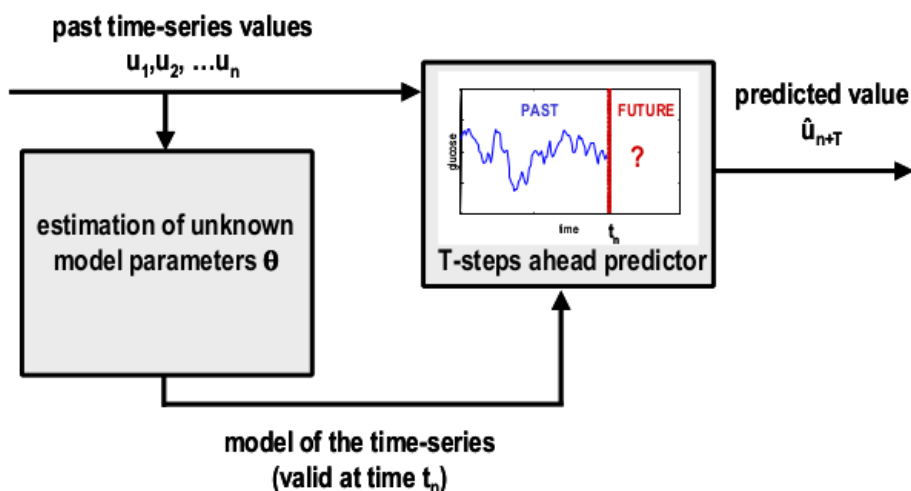 past time-series values
u₁,u₂, …uₙ
PAST
FUTURE
?
glucose
time
tₙ
T-steps ahead predictor
predicted value
ûₙ₊T
estimation of unknown
model parameters θ
model of the time-series
(valid at time tₙ)